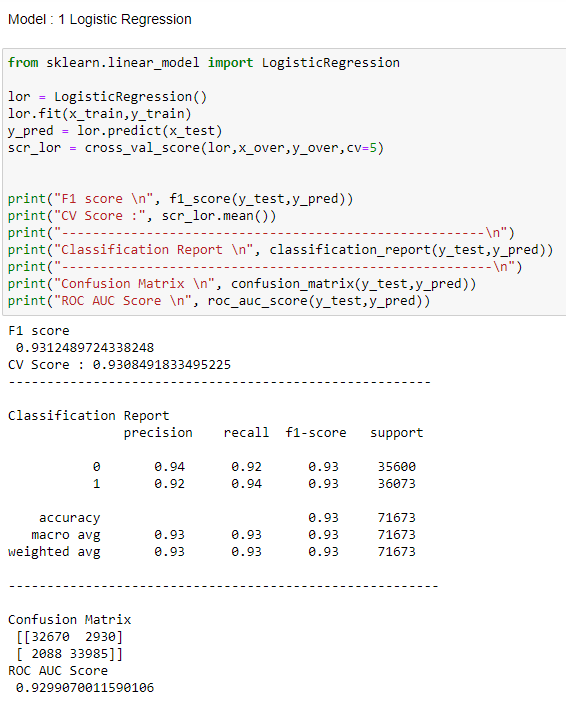 Model : 1 Logistic Regression
from sklearn.linear_model import LogisticRegression
lor = LogisticRegression()
lor.fit(x_train,y_train)
y_pred = lor.predict(x_test)
scr_lor = cross_val_score(lor,x_over,y_over,cv=5)
print("F1 score \n", f1_score(y_test,y_pred))
print("CV Score :", scr_lor.mean())
print("-------------------------------------------------------\n")
print("Classification Report \n", classification_report(y_test,y_pred))
print("--------------------------------------------------------\n")
print("Confusion Matrix \n", confusion_matrix(y_test,y_pred))
print("ROC AUC Score \n", roc_auc_score(y_test,y_pred))
F1 score
0.9312489724338248
CV Score : 0.9308491833495225
-------------------------------------------------------
Classification Report
precision recall f1-score support
0 0.94 0.92 0.93 35600
1 0.92 0.94 0.93 36073
accuracy 0.93 71673
macro avg 0.93 0.93 0.93 71673
weighted avg 0.93 0.93 0.93 71673
--------------------------------------------------------
Confusion Matrix
[[32670 2930]
[ 2088 33985]]
ROC AUC Score
0.9299070011590106